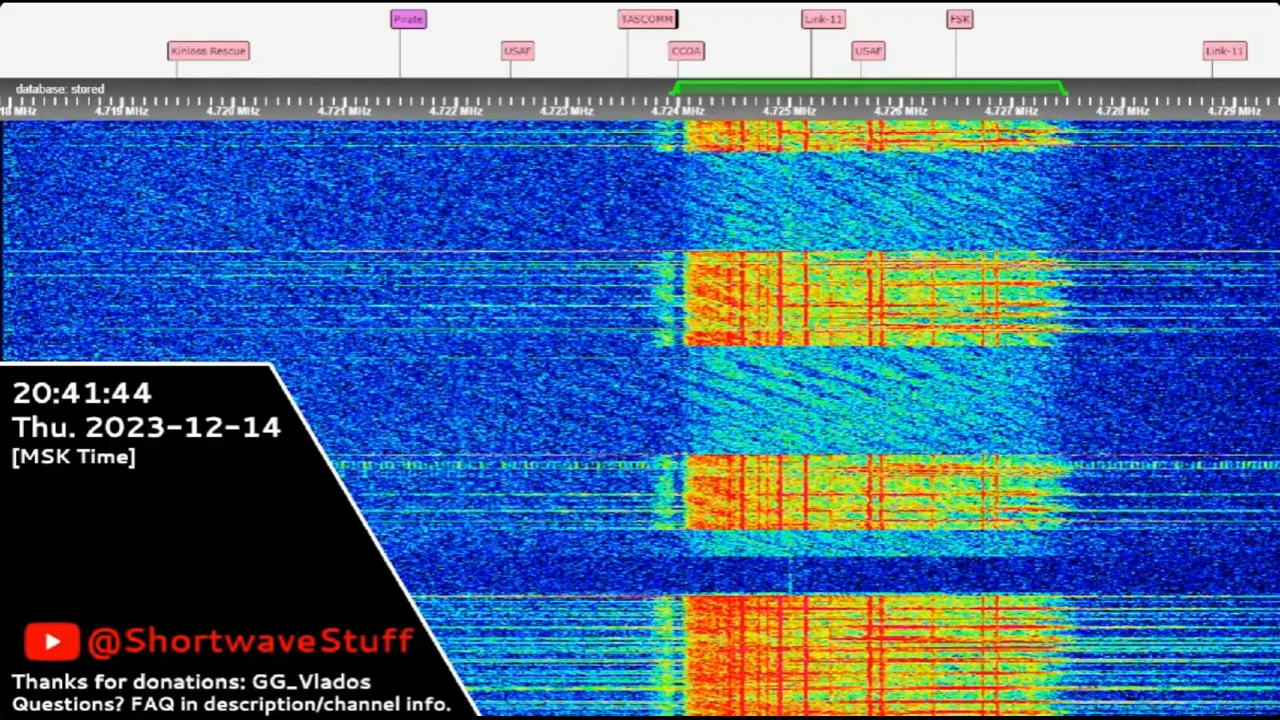 Pirate
TASCOMM
Link-11
FSK
Kinloss Rescue
USAF
CCOA
USAF
Link-11
database: stored
18 MHz 4.719 MHz 4.720 MHz 4.721 MHz 4.722 MHz 4.723 MHz 4.724 MHz 4.725 MHz 4.726 MHz 4.727 MHz 4.728 MHz 4.729 MHz
20:41:44
Thu. 2023-12-14
[MSK Time]
@ShortwaveStuff
Thanks for donations: GG_Vlados
Questions? FAQ in description/channel info.